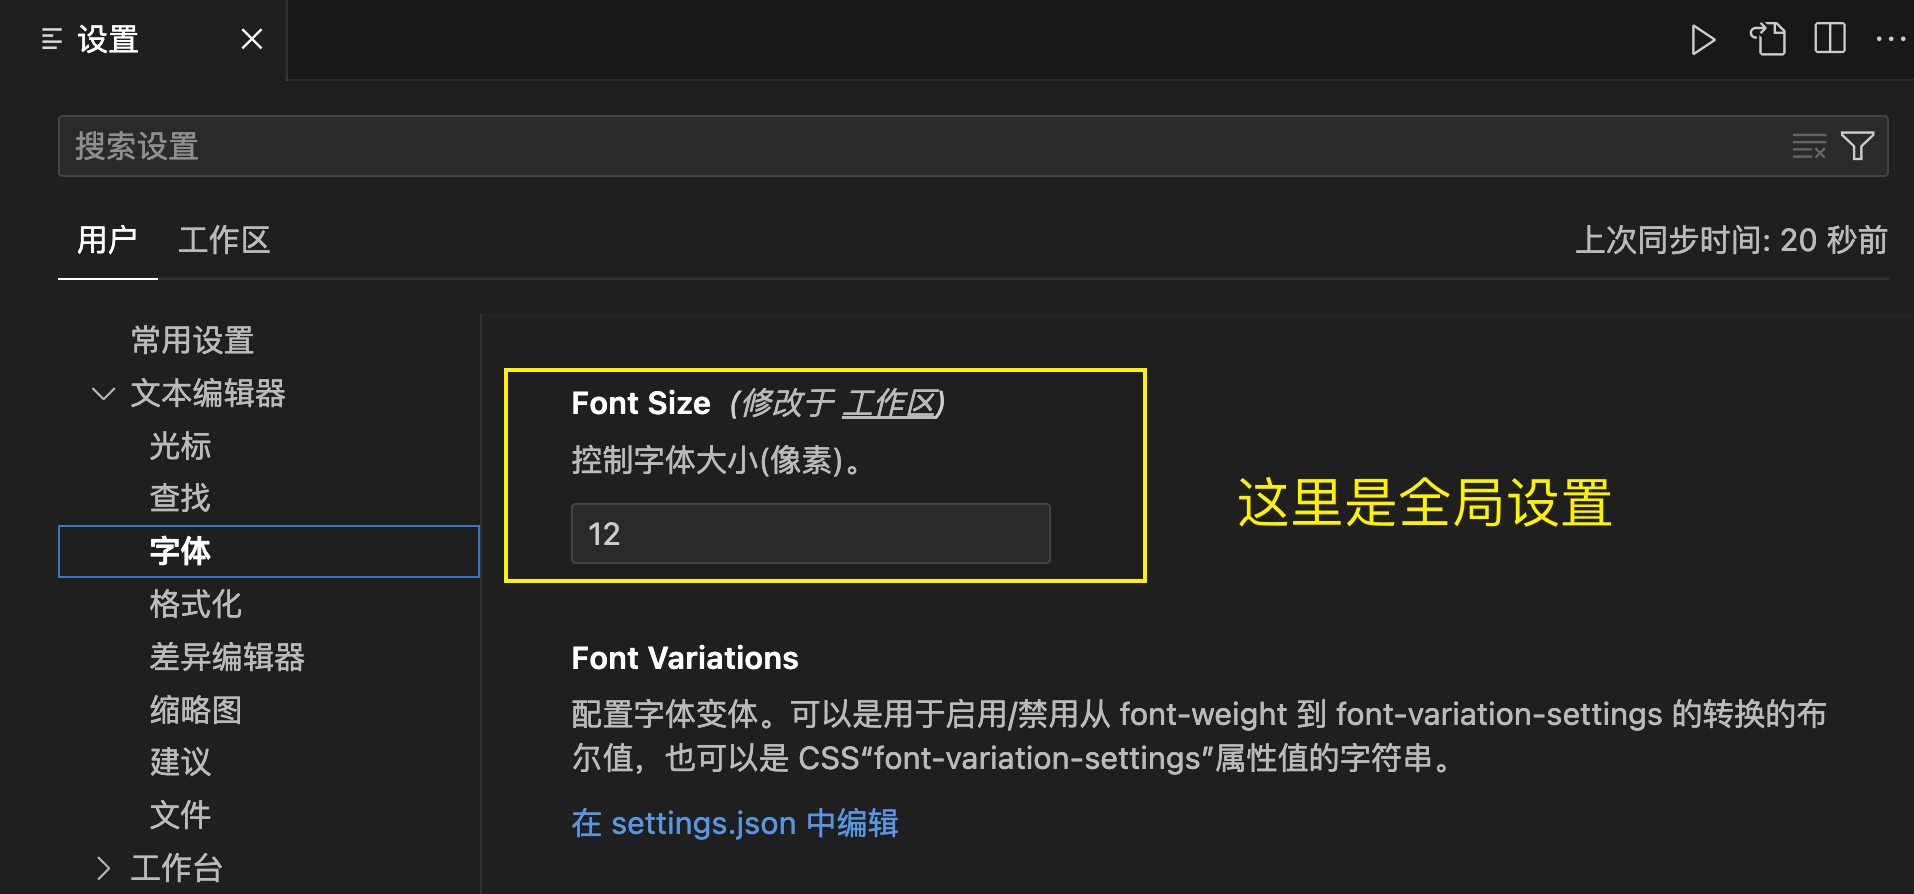 设置
搜索设置
用户 工作区 上次同步时间: 20 秒前
常用设置
文本编辑器
光标
查找
字体
格式化
差异编辑器
缩略图
建议
文件
工作台
Font Size (修改于 工作区)
控制字体大小(像素)。
12
这里是全局设置
Font Variations
配置字体变体。可以是用于启用/禁用从 font-weight 到 font-variation-settings 的转换的布
尔值，也可以是 CSS“font-variation-settings”属性值的字符串。
在 settings.json 中编辑